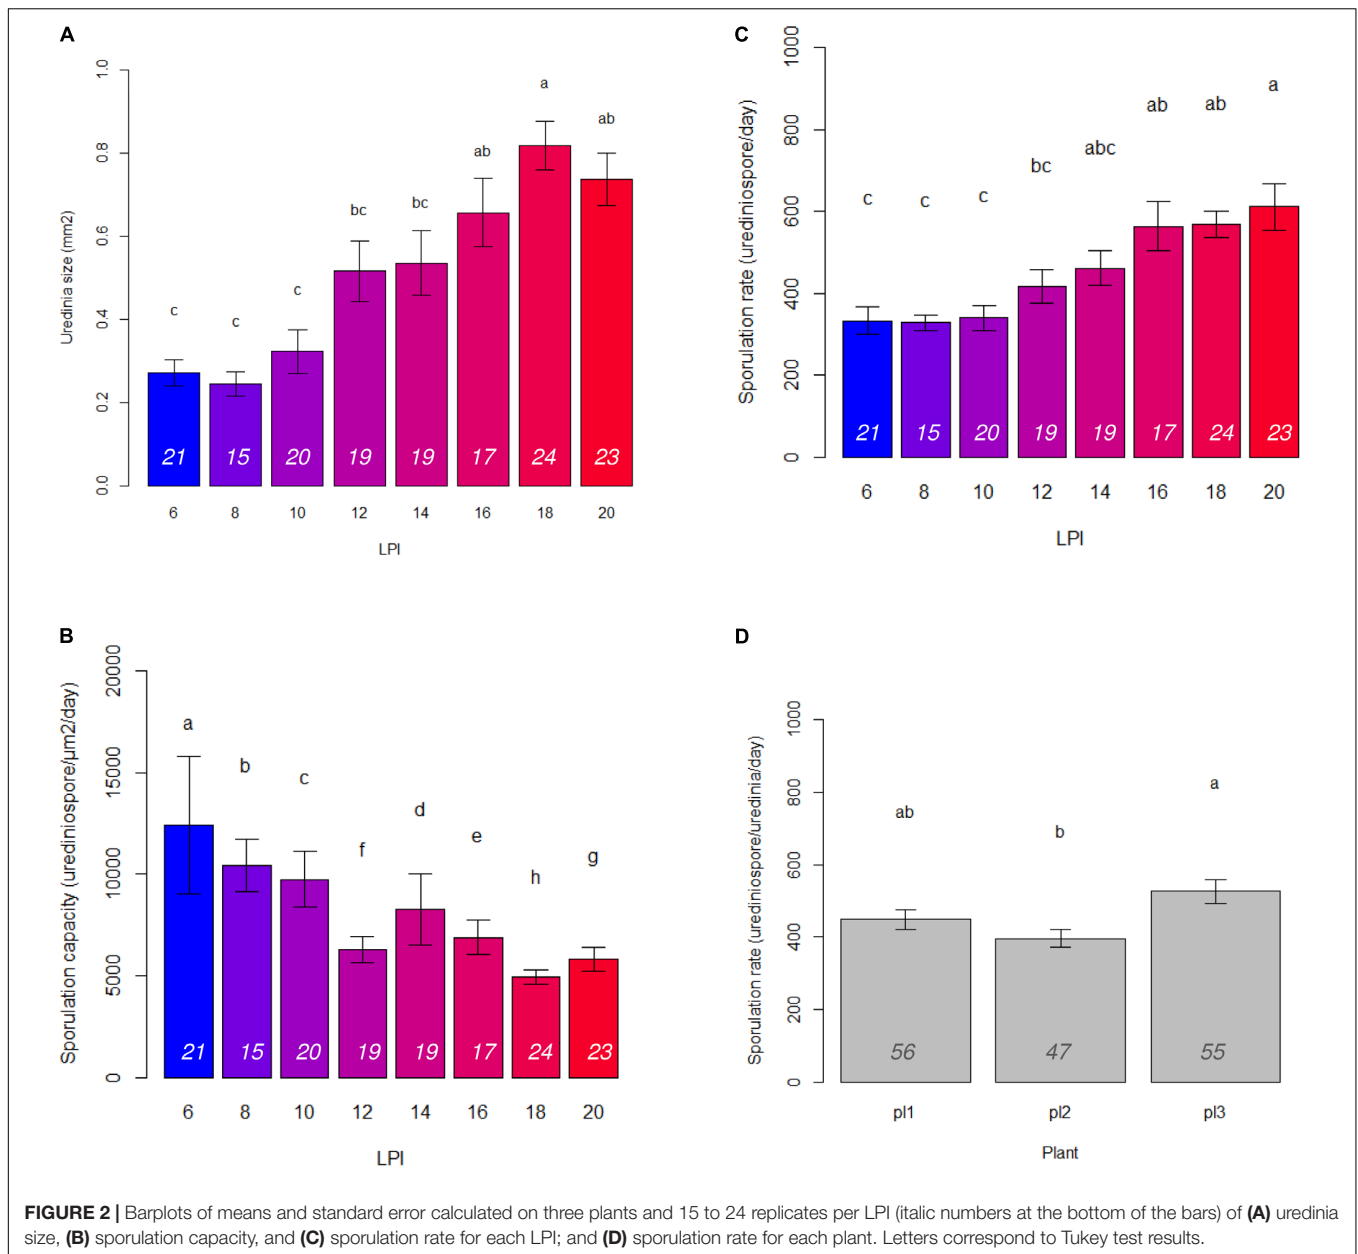 A
Uredinia size (mm2)
1.0
0.8
0.6
0.4
0.2
0.0
c
c
c
bc
bc
ab
a
ab
21
15
20
19
19
17
24
23
6
8
10
12
14
16
18
20
LPI
C
Sporulation rate (urediniospore/day)
1000
800
600
400
200
0
c
c
c
bc
abc
ab
ab
a
21
15
20
19
19
17
24
23
6
8
10
12
14
16
18
20
LPI
B
Sporulation capacity (urediniospore/µm2/day)
20000
15000
10000
5000
0
a
b
c
f
d
e
h
g
21
15
20
19
19
17
24
23
6
8
10
12
14
16
18
20
LPI
D
Sporulation rate (urediniospore/uredinia/day)
1000
800
600
400
200
0
ab
b
a
56
47
55
pl1
pl2
pl3
Plant
FIGURE 2 | Barplots of means and standard error calculated on three plants and 15 to 24 replicates per LPI (italic numbers at the bottom of the bars) of (A) uredinia
size, (B) sporulation capacity, and (C) sporulation rate for each LPI; and (D) sporulation rate for each plant. Letters correspond to Tukey test results.